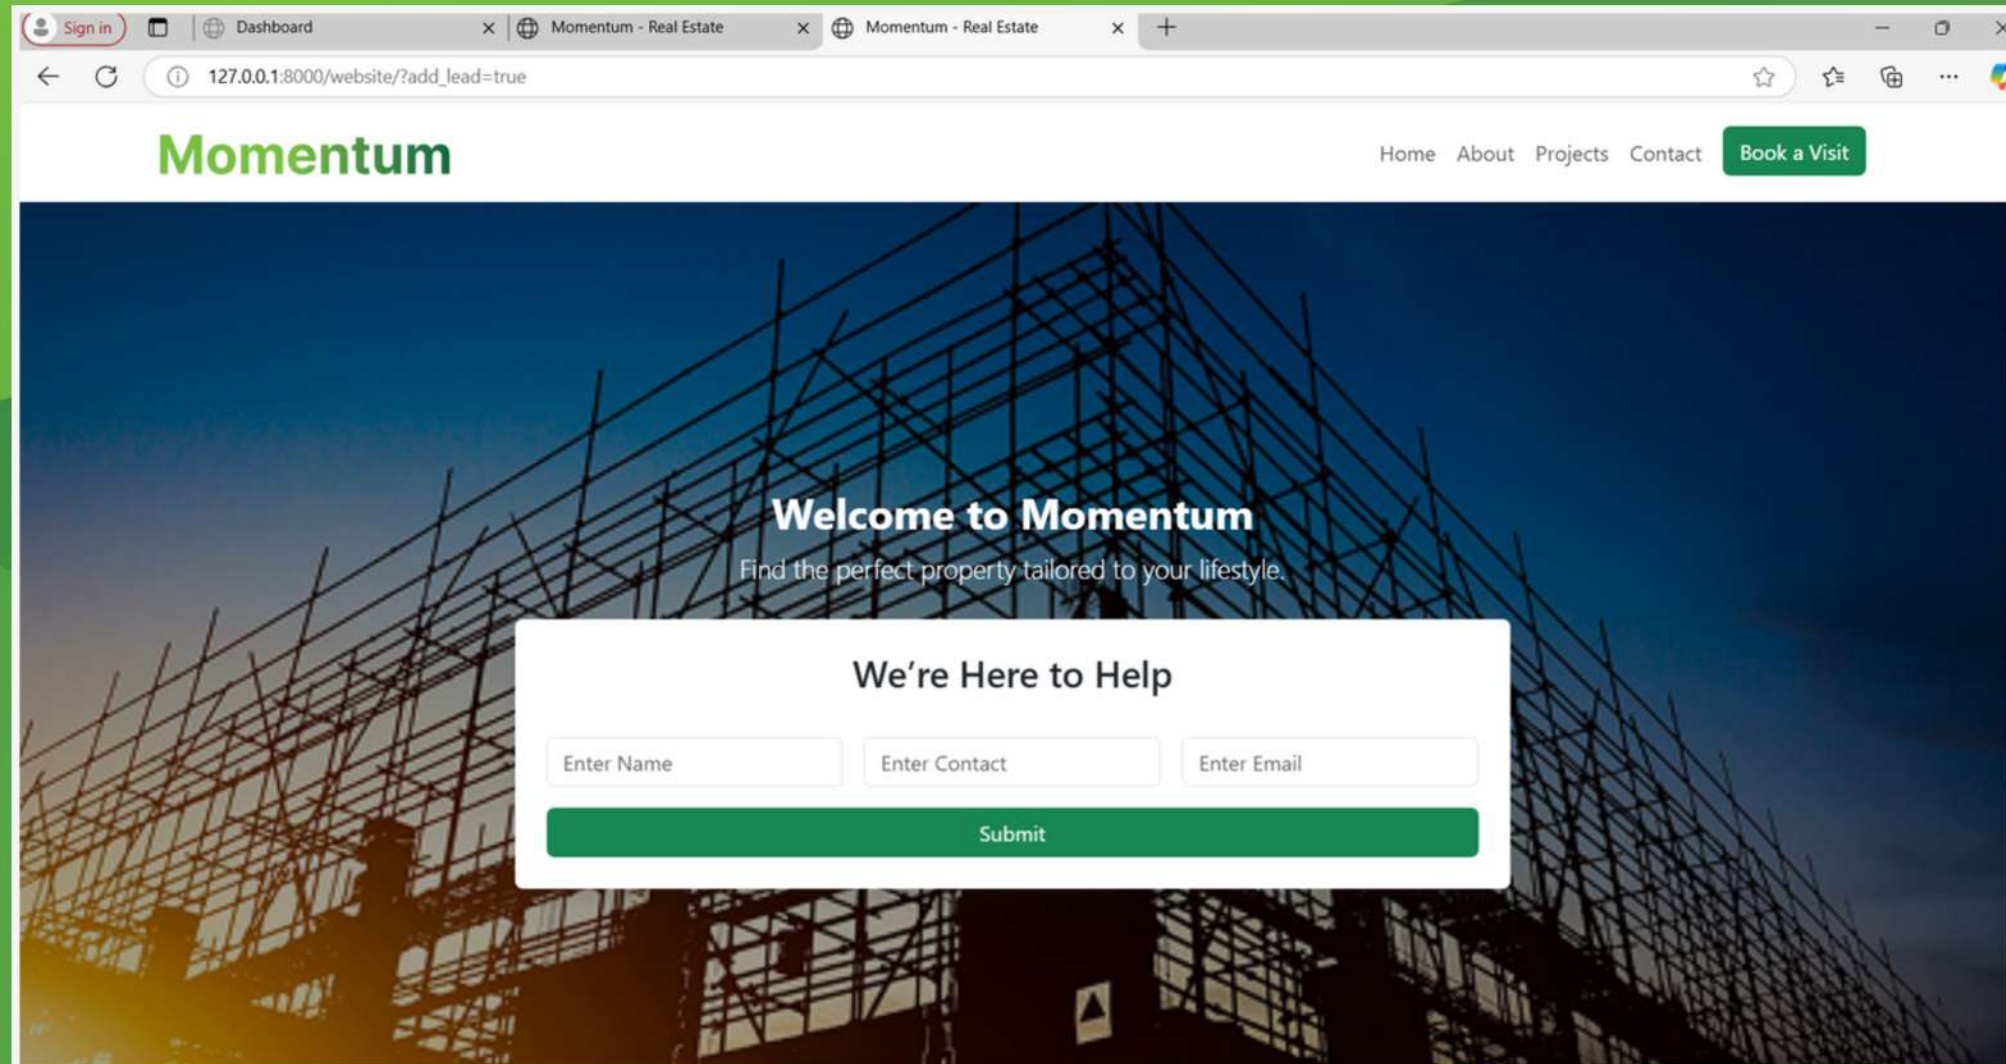 Sign in Dashboard Momentum - Real Estate Momentum - Real Estate
127.0.0.1:8000/website/?add_lead=true
Momentum Home About Projects Contact Book a Visit
Welcome to Momentum
Find the perfect property tailored to your lifestyle.
We’re Here to Help
Enter Name Enter Contact Enter Email
Submit